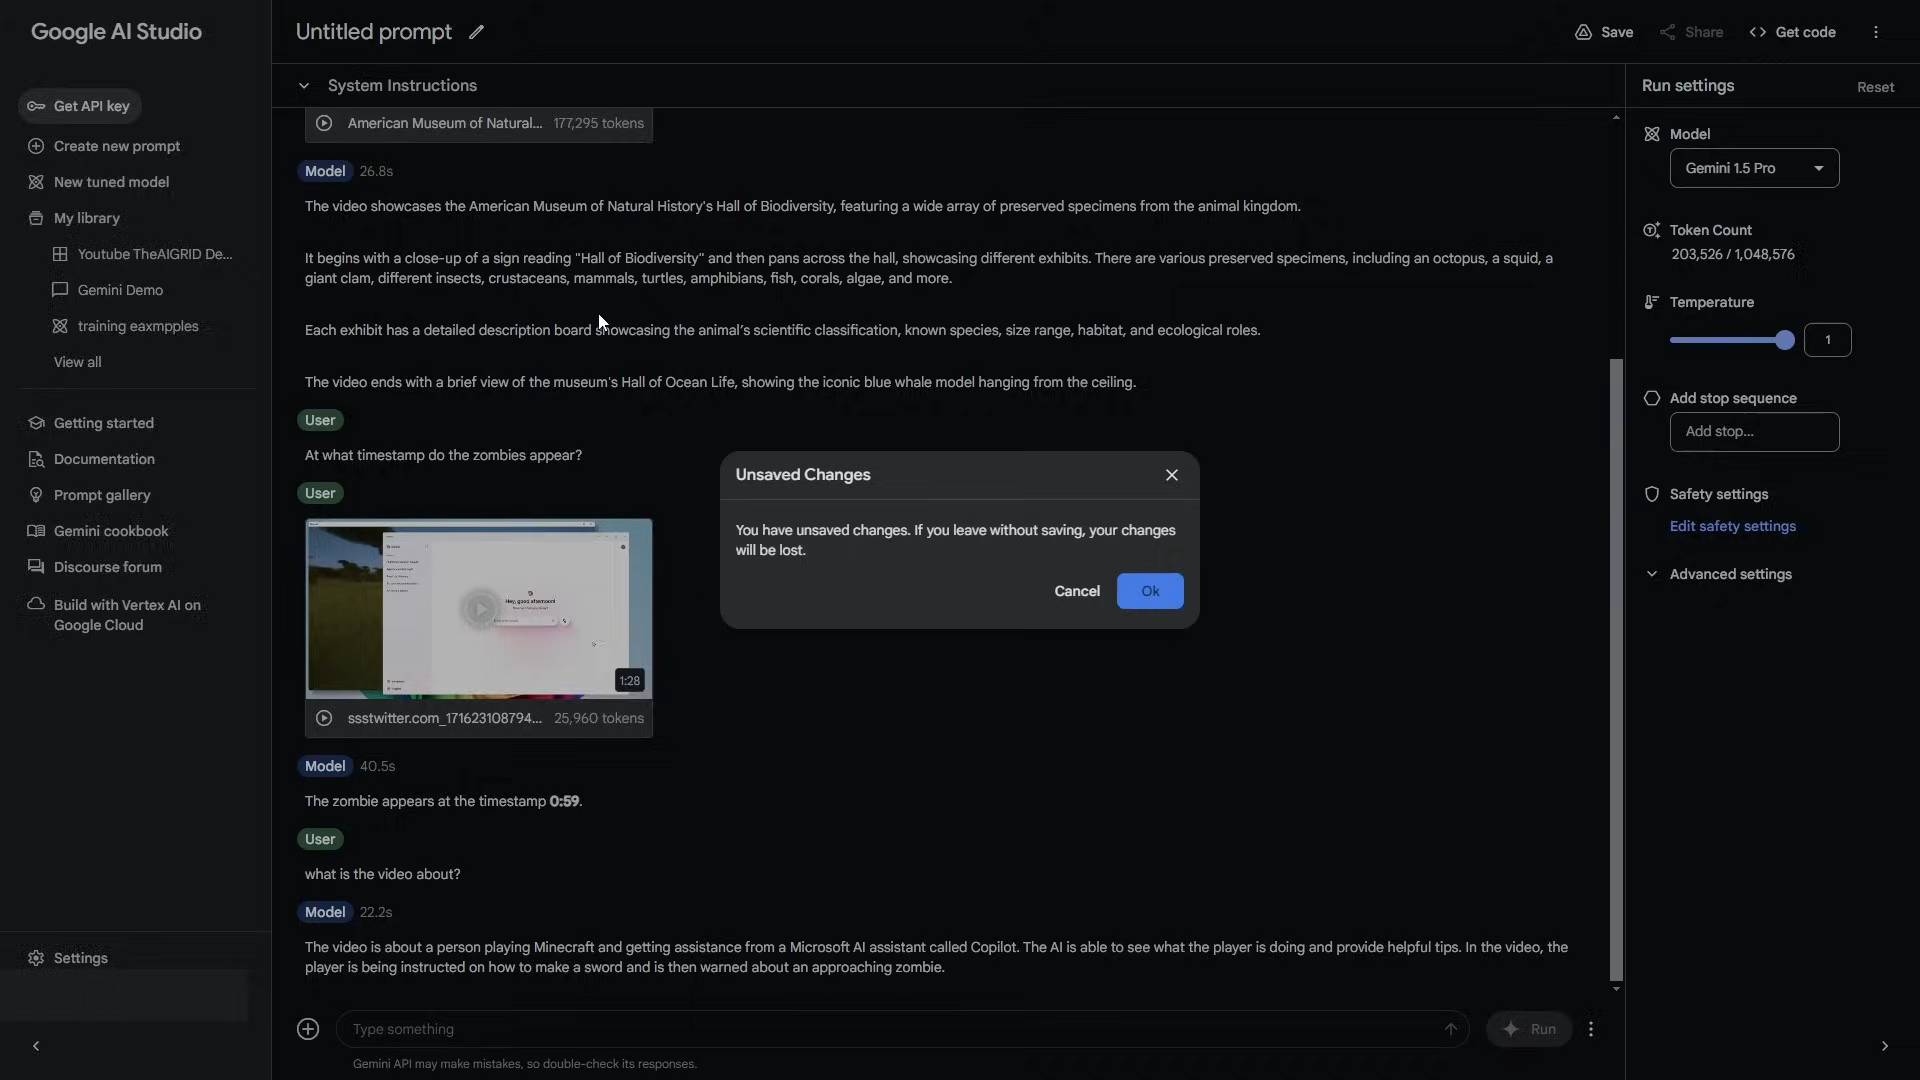 Google AI Studio
Get API key
Create new prompt
New tuned model
My library
Youtube TheAIGRID De...
Gemini Demo
training eaxmpples
View all
Getting started
Documentation
Prompt gallery
Gemini cookbook
Discourse forum
Build with Vertex AI on
Google Cloud
Settings
Untitled prompt
Save
Share
Get code
System Instructions
American Museum of Natural... 177,295 tokens
Model 26.8s
The video showcases the American Museum of Natural History's Hall of Biodiversity, featuring a wide array of preserved specimens from the animal kingdom.
It begins with a close-up of a sign reading "Hall of Biodiversity" and then pans across the hall, showcasing different exhibits. There are various preserved specimens, including an octopus, a squid, a
giant clam, different insects, crustaceans, mammals, turtles, amphibians, fish, corals, algae, and more.
Each exhibit has a detailed description board showcasing the animal's scientific classification, known species, size range, habitat, and ecological roles.
The video ends with a brief view of the museum's Hall of Ocean Life, showing the iconic blue whale model hanging from the ceiling.
User
At what timestamp do the zombies appear?
User
Hey, good afternoon!
1:28
ssstwitter.com_171623108794... 25,960 tokens
Model 40.5s
The zombie appears at the timestamp 0:59.
User
what is the video about?
Model 22.2s
The video is about a person playing Minecraft and getting assistance from a Microsoft AI assistant called Copilot. The AI is able to see what the player is doing and provide helpful tips. In the video, the
player is being instructed on how to make a sword and is then warned about an approaching zombie.
Type something
Run
Gemini API may make mistakes, so double-check its responses.
Unsaved Changes
You have unsaved changes. If you leave without saving, your changes
will be lost.
Cancel
Ok
Run settings
Reset
Model
Gemini 1.5 Pro
Token Count
203,526 / 1,048,576
Temperature
1
Add stop sequence
Add stop...
Safety settings
Edit safety settings
Advanced settings